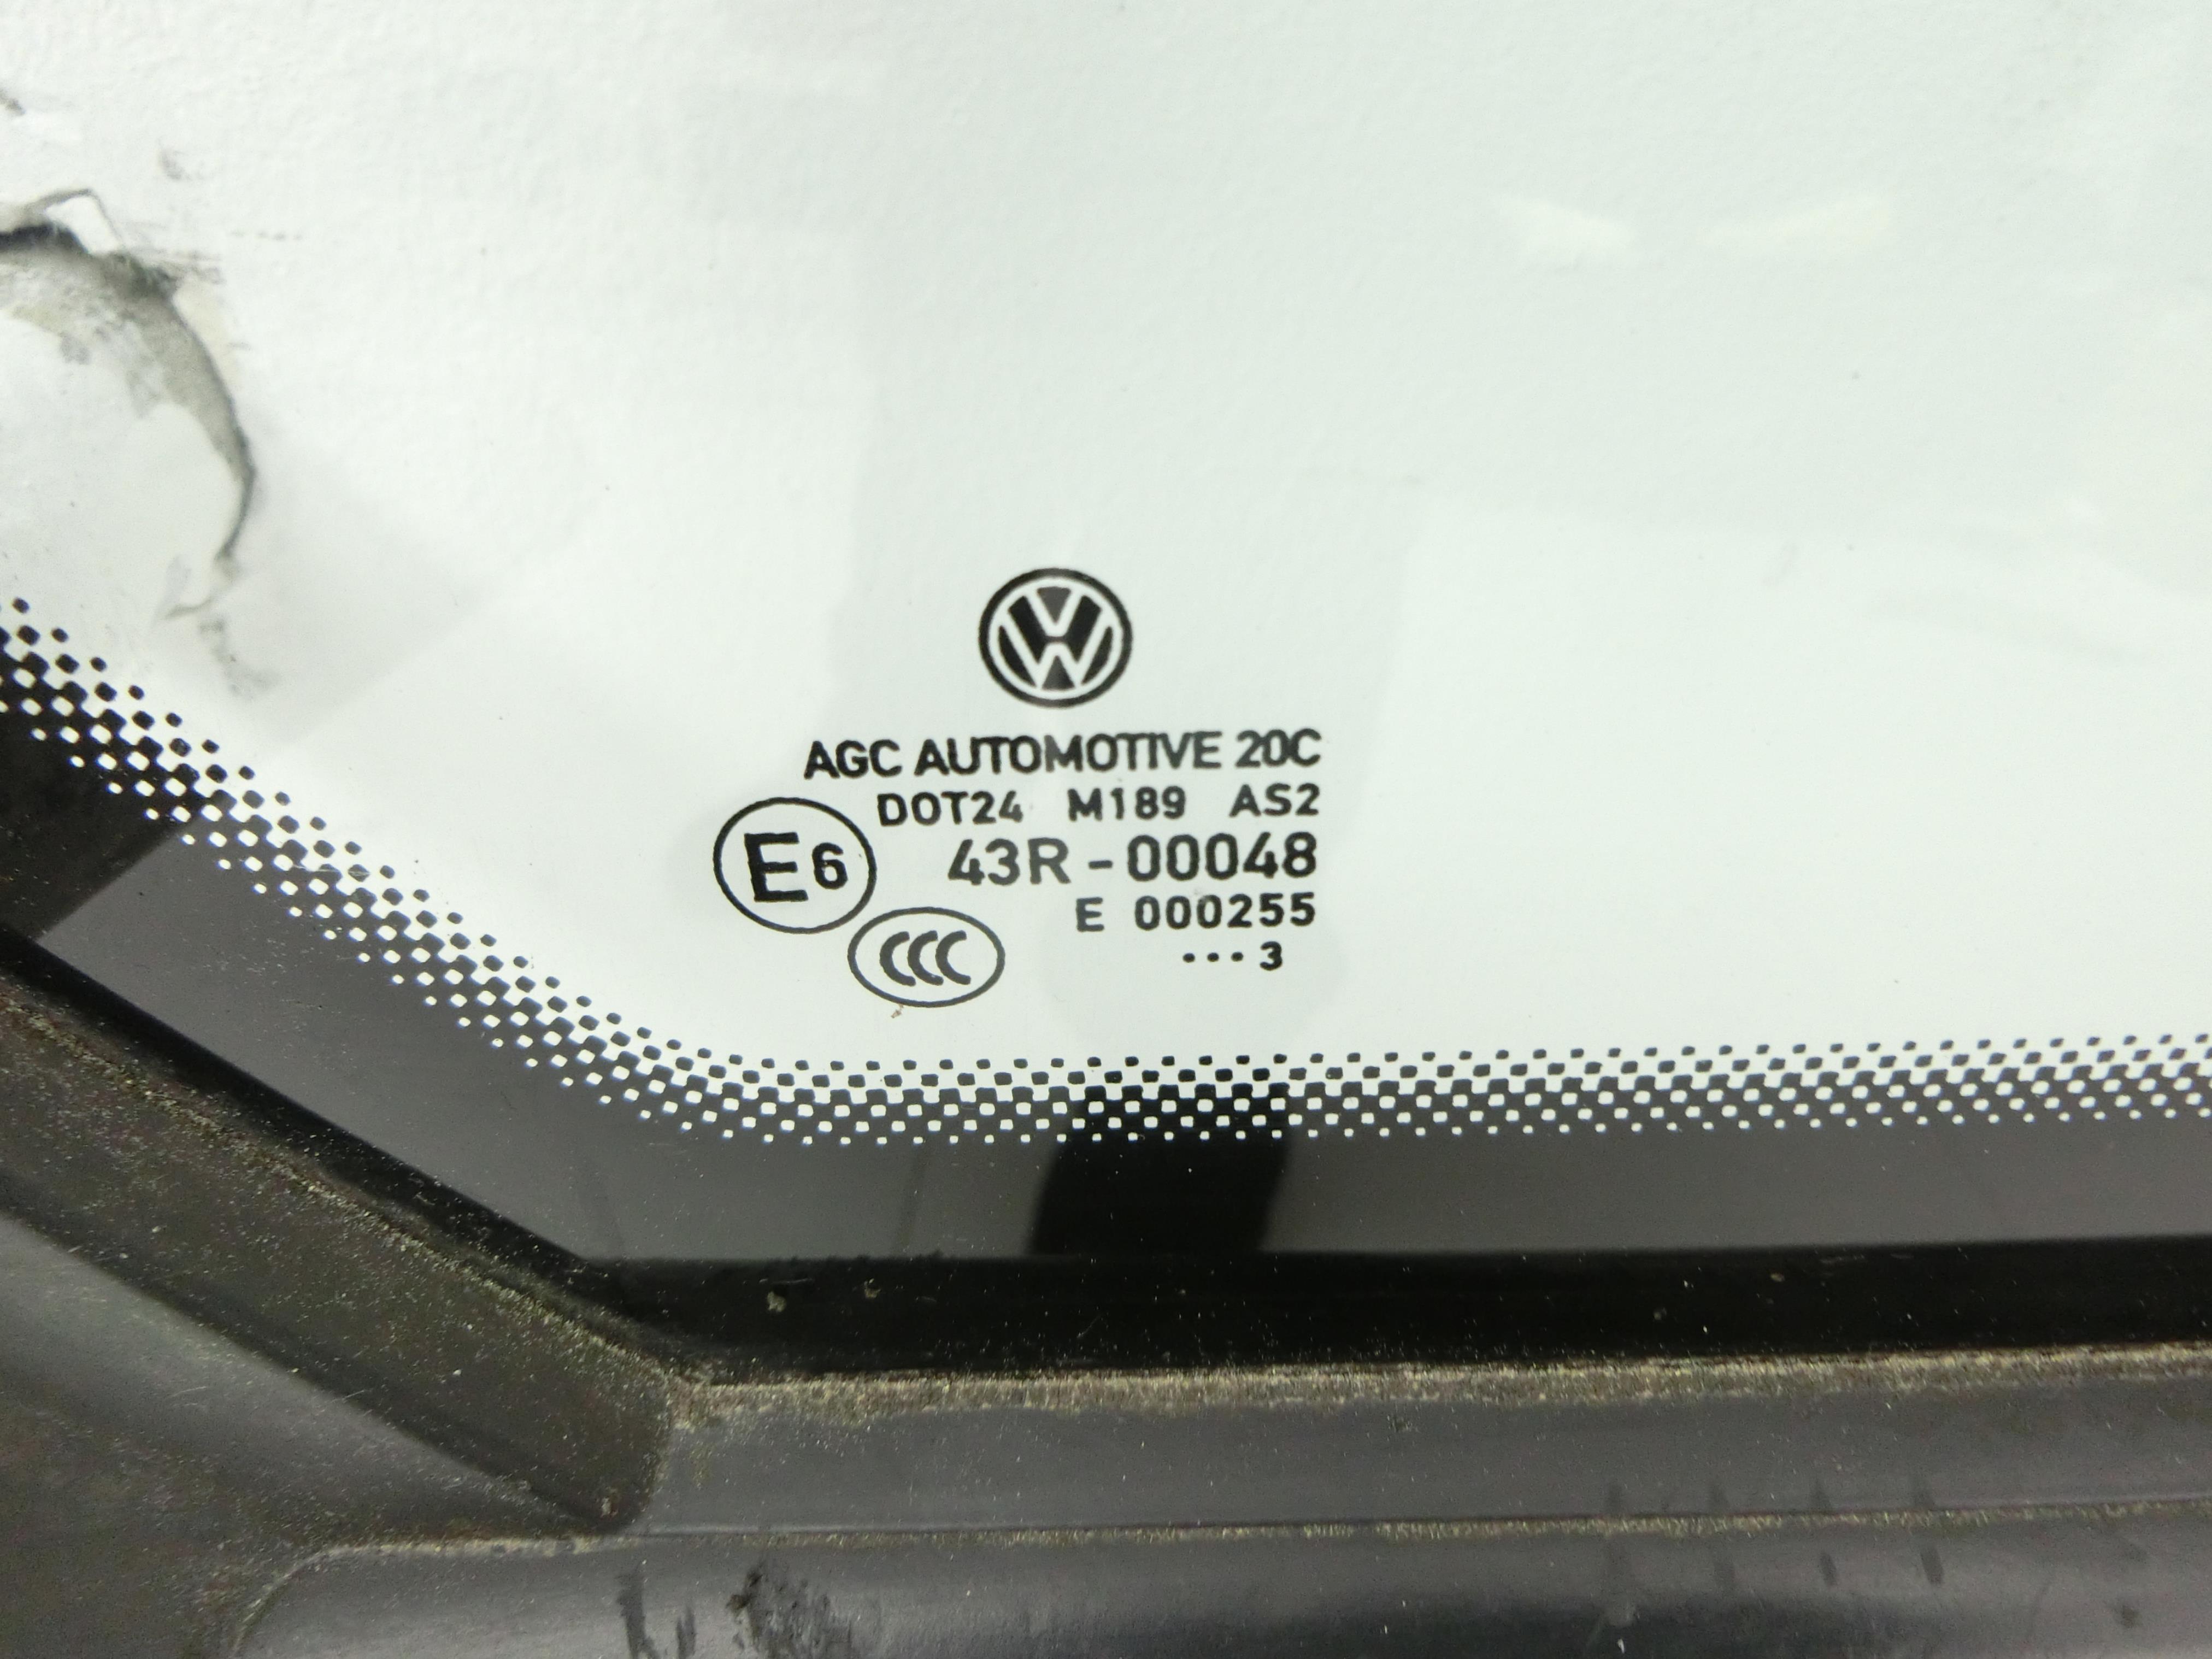 AGC AUTOMOTIVE 20C
DOT24 M189 AS2
E6 43R-00048
E 000255
CCC ...3